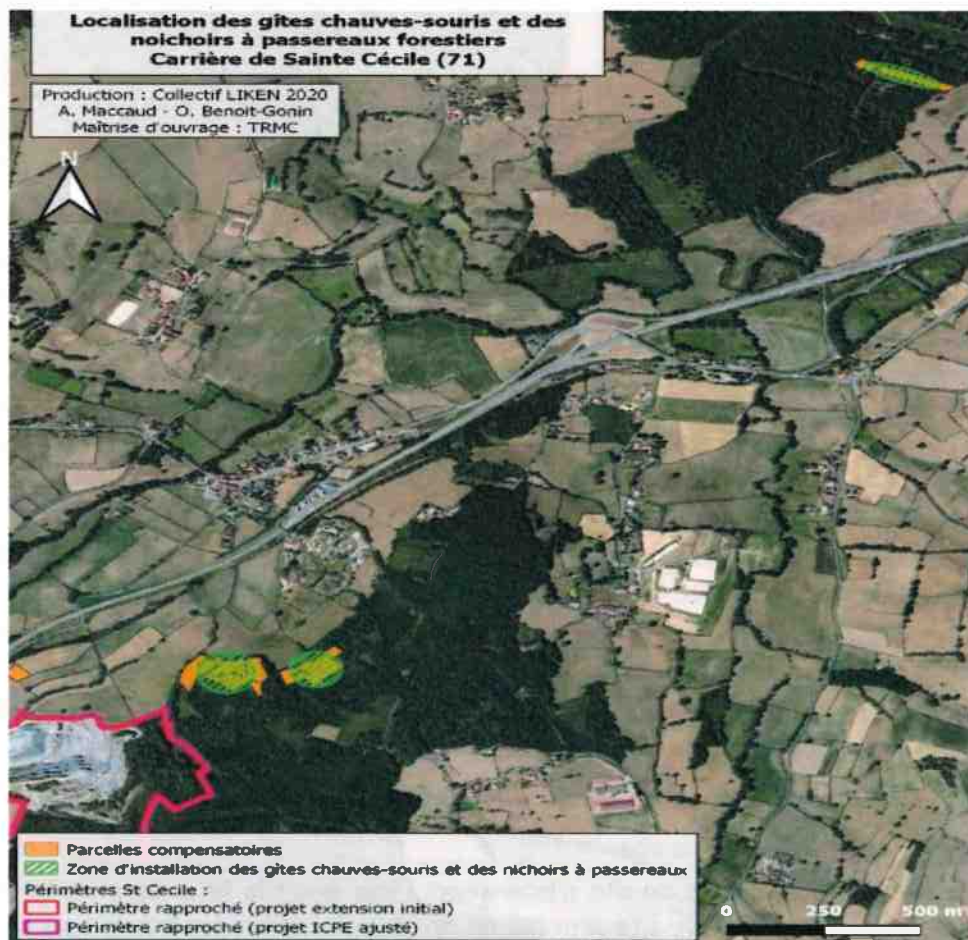 Localisation des gîtes chauves-souris et des
noichoirs à passereaux forestiers
Carrière de Sainte Cécile (71)
Production : Collectif LIKEN 2020
A. Maccaud - O. Benoit-Gonin
Maîtrise d'ouvrage : TRMC
N
Parcelles compensatoires
Zone d'installation des gîtes chauves-souris et des nichoirs à passereaux
Périmètres St Cecile :
Périmètre rapproché (projet extension initial)
Périmètre rapproché (projet ICPE ajusté)
0 250 500 m